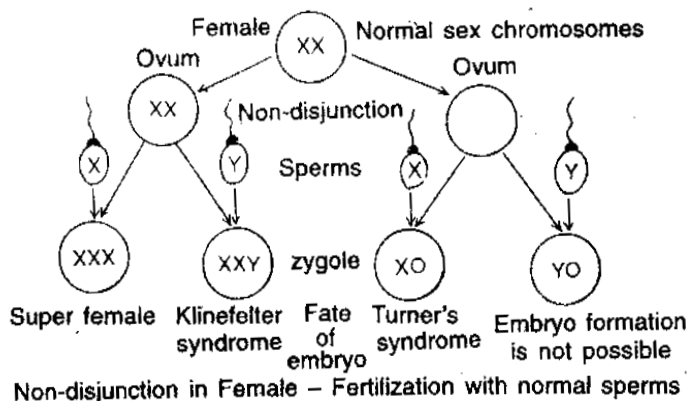 Female
XX
Normal sex chromosomes
Ovum
Ovum
XX
Non-disjunction
X
Y
Sperms
X
Y
XXX
XXY
zygole
XO
YO
Super female
Klinefelter
syndrome
Fate
of
embryo
Turner's
syndrome
Embryo formation
is not possible
Non-disjunction in Female – Fertilization with normal sperms